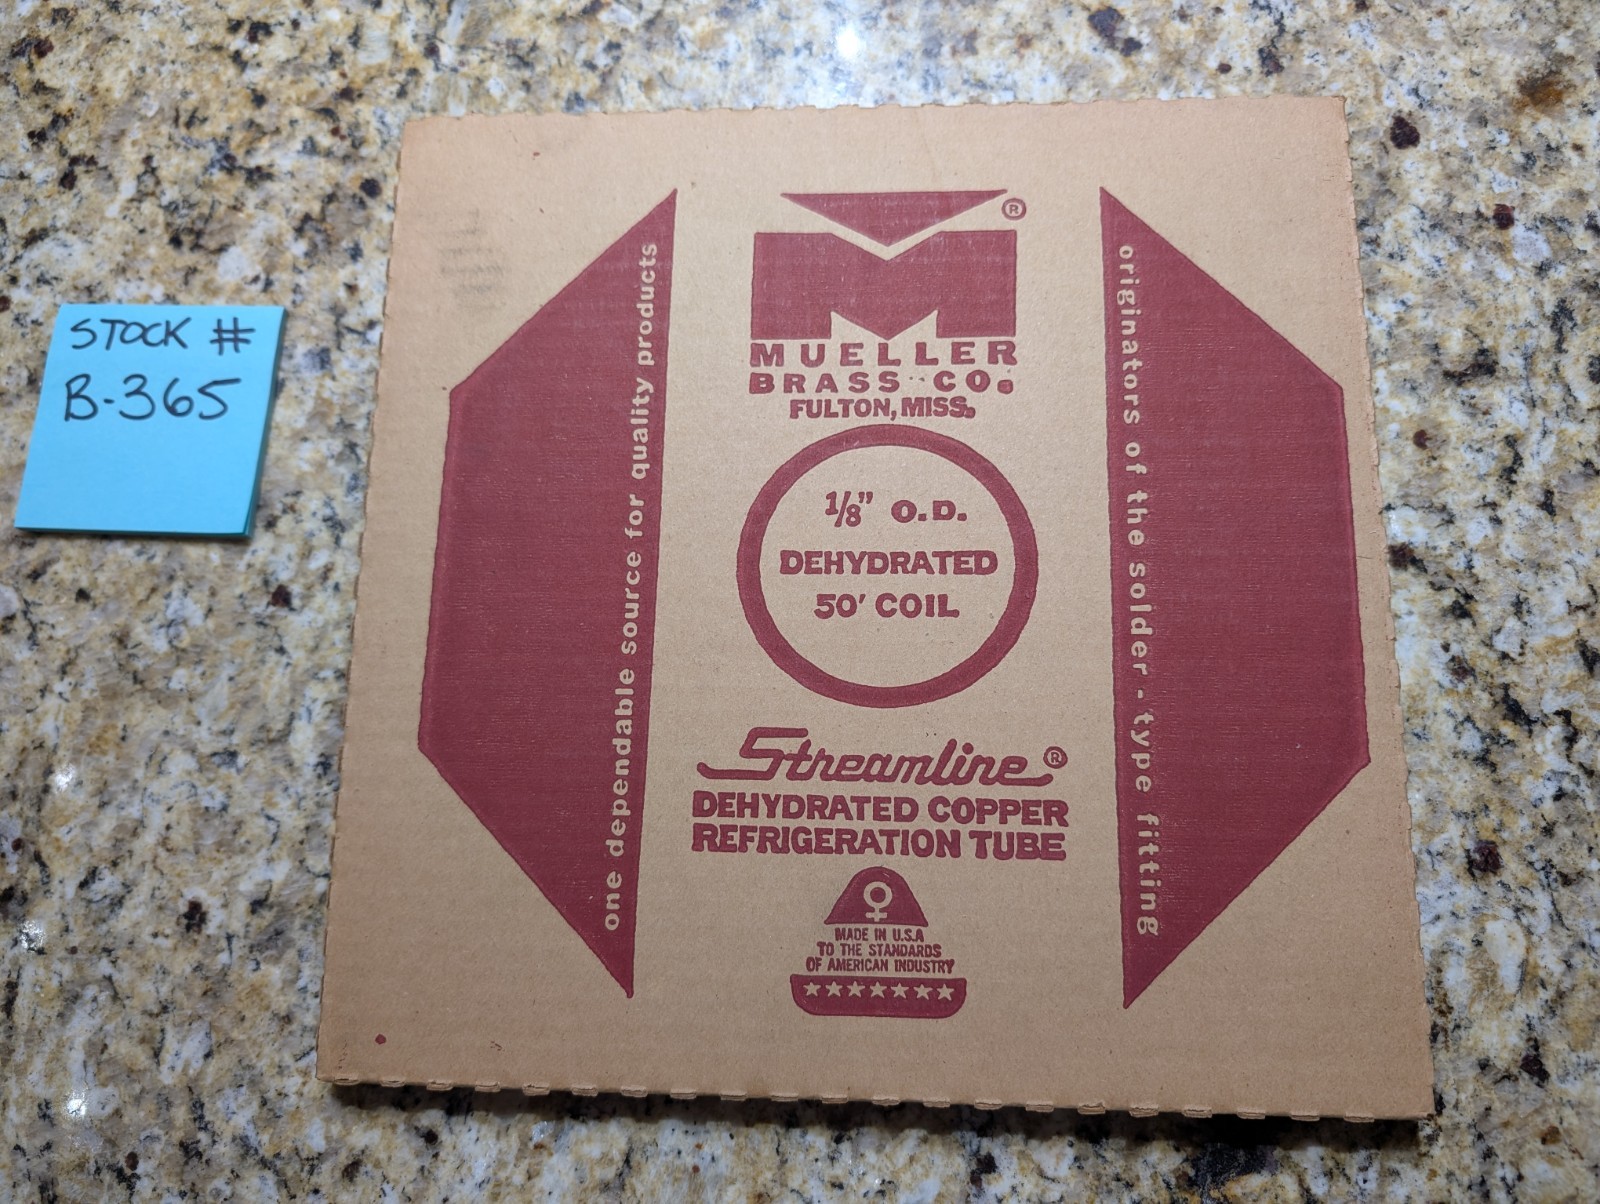 STOCK #
B-365
one dependable source for quality products
®
MUELLER
BRASS CO.
FULTON, MISS.
1/8" O.D.
DEHYDRATED
50' COIL
Streamline®
DEHYDRATED COPPER
REFRIGERATION TUBE
MADE IN U.S.A
TO THE STANDARDS
OF AMERICAN INDUSTRY
originators of the solder-type fitting